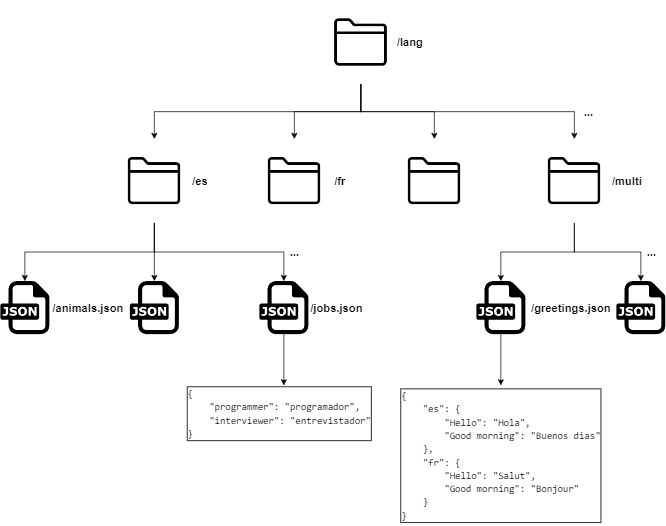 /lang
...
/es
/fr
/multi
...
...
JSON
/animals.json
JSON
JSON
/jobs.json
JSON
/greetings.json
JSON
{
"programmer": "programador",
"interviewer": "entrevistador"
}
{
"es": {
"Hello": "Hola",
"Good morning": "Buenos dias"
},
"fr": {
"Hello": "Salut",
"Good morning": "Bonjour"
}
}